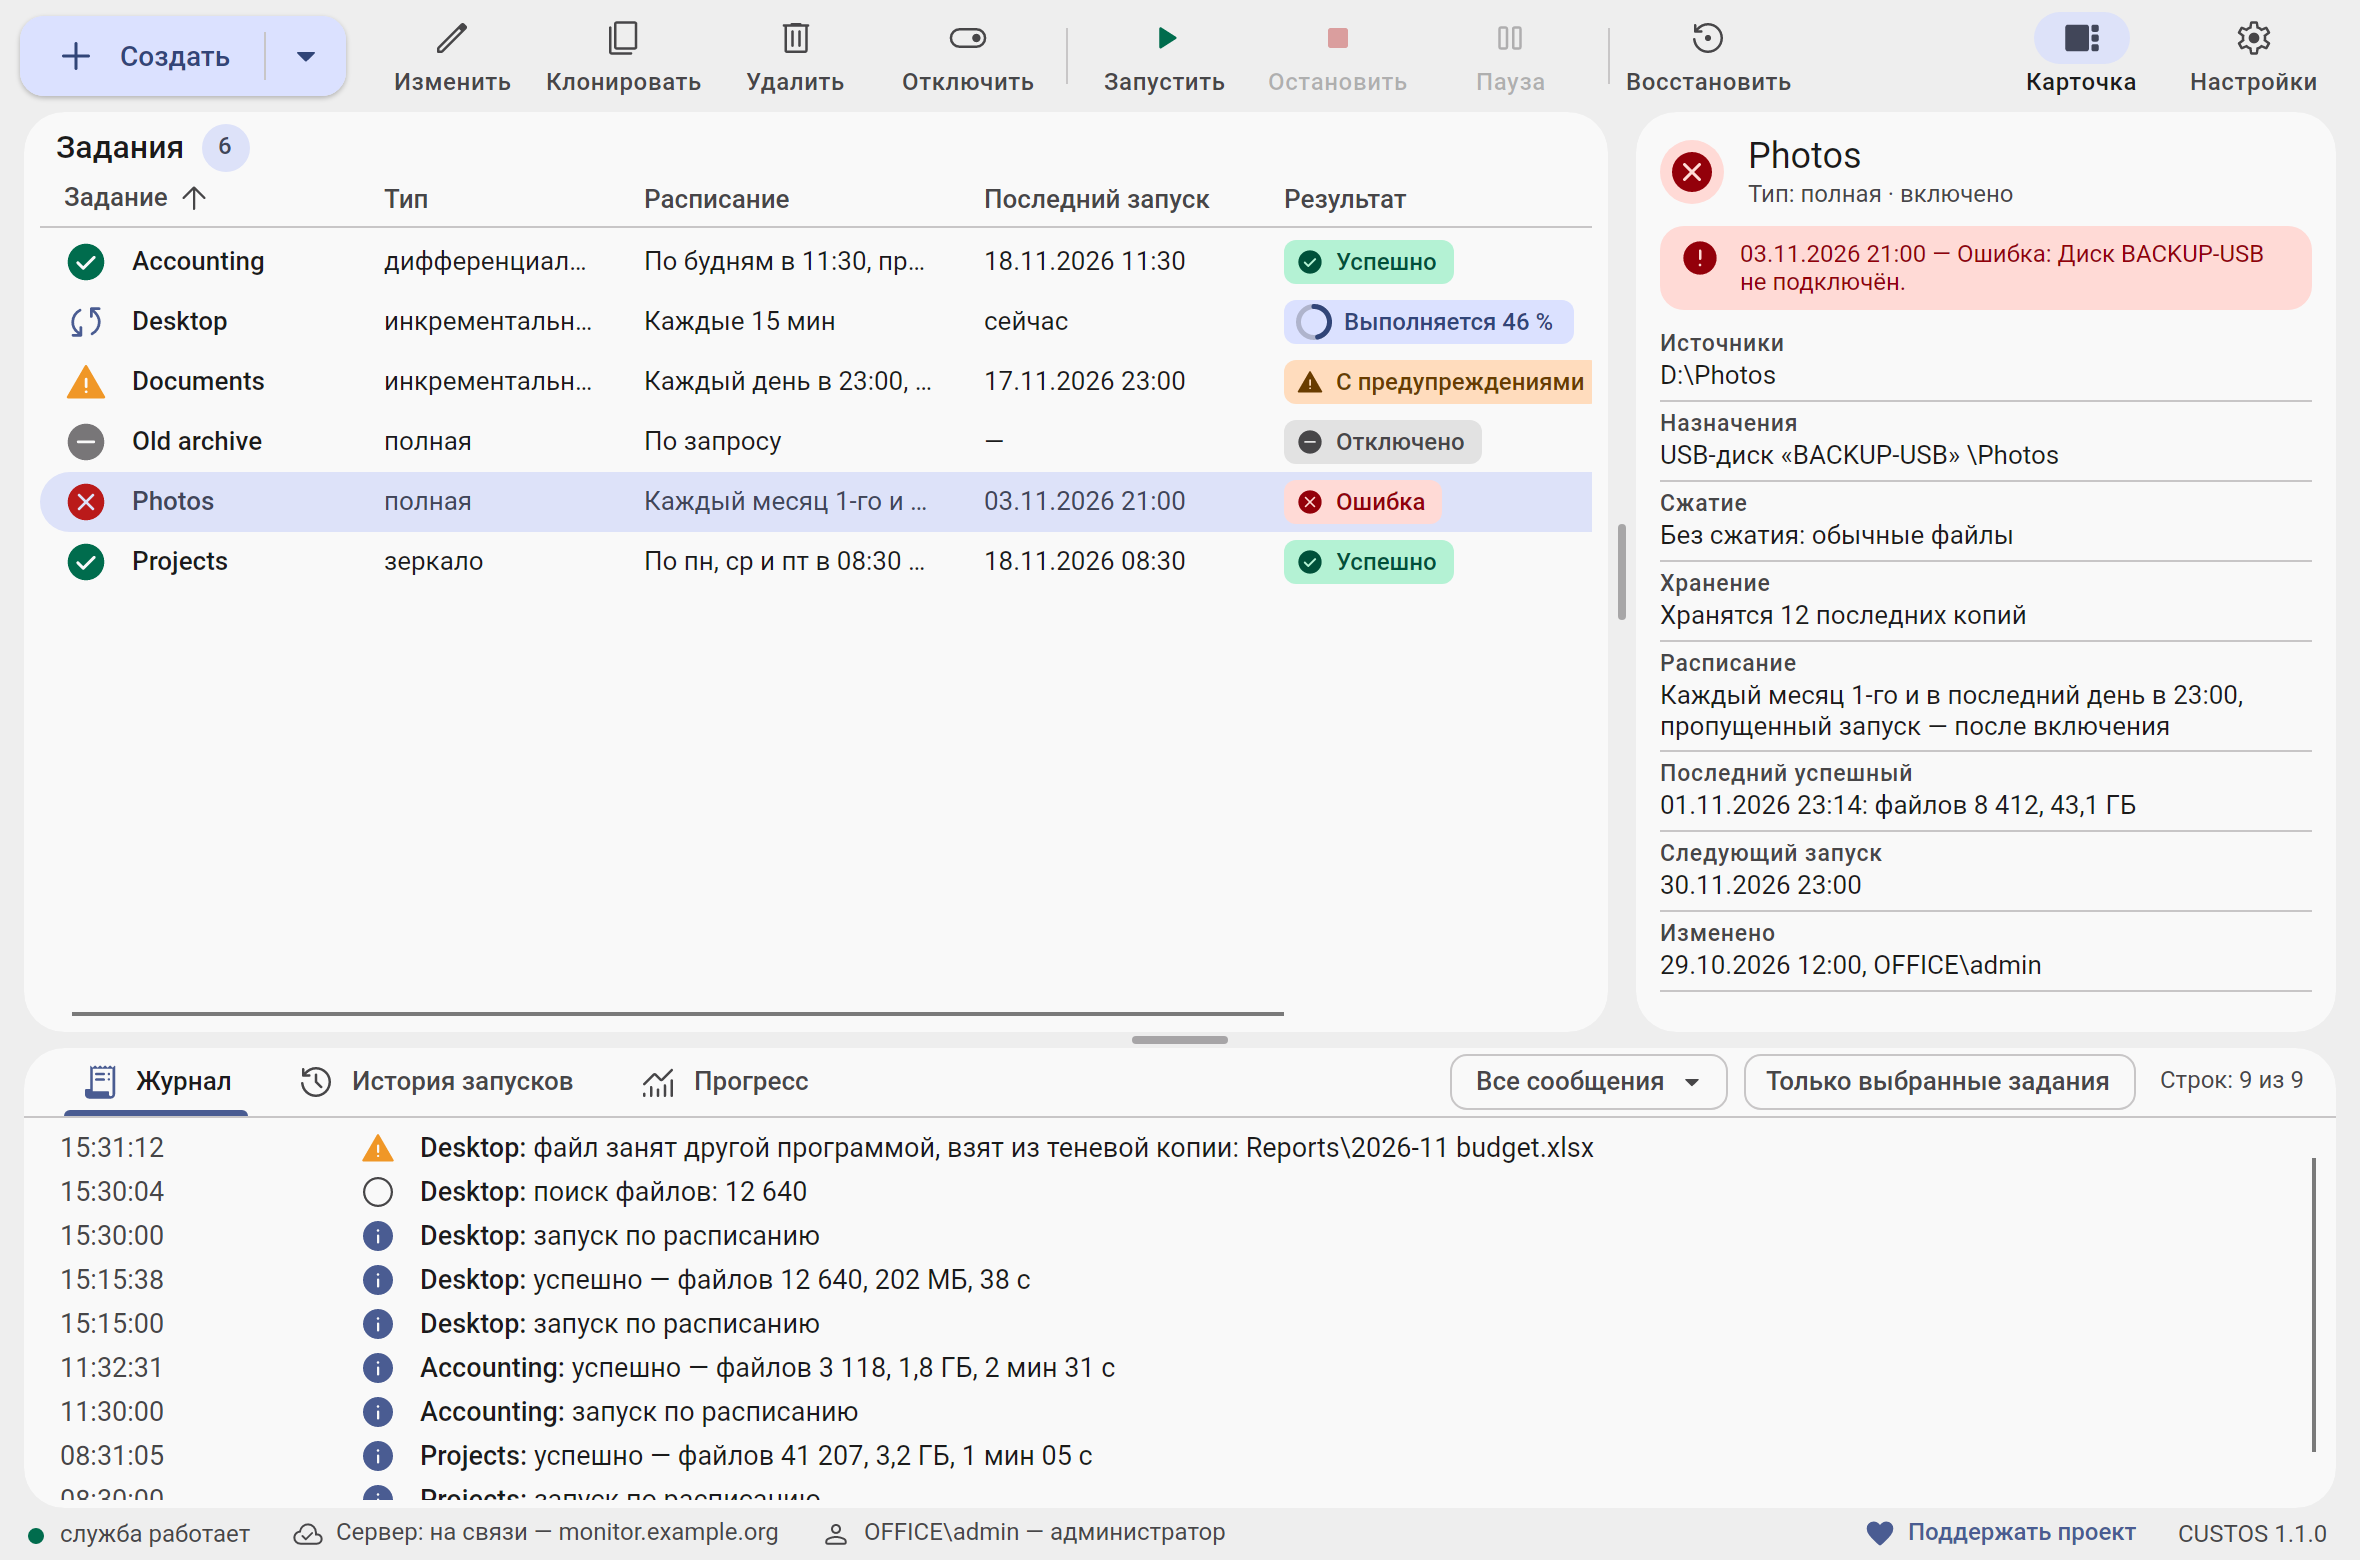 Создать
Изменить
Клонировать
Удалить
Отключить
Запустить
Остановить
Пауза
Восстановить
Карточка
Настройки
Задания 6
Задание Тип Расписание Последний запуск Результат
Accounting дифференциал... По будням в 11:30, пр... 18.11.2026 11:30 Успешно
Desktop инкрементальн... Каждые 15 мин сейчас Выполняется 46 %
Documents инкрементальн... Каждый день в 23:00, ... 17.11.2026 23:00 С предупреждениями
Old archive полная По запросу — Отключено
Photos полная Каждый месяц 1-го и ... 03.11.2026 21:00 Ошибка
Projects зеркало По пн, ср и пт в 08:30 ... 18.11.2026 08:30 Успешно
Photos
Тип: полная · включено
03.11.2026 21:00 — Ошибка: Диск BACKUP-USB
не подключён.
Источники
D:\Photos
Назначения
USB-диск «BACKUP-USB» \Photos
Сжатие
Без сжатия: обычные файлы
Хранение
Хранятся 12 последних копий
Расписание
Каждый месяц 1-го и в последний день в 23:00,
пропущенный запуск — после включения
Последний успешный
01.11.2026 23:14: файлов 8 412, 43,1 ГБ
Следующий запуск
30.11.2026 23:00
Изменено
29.10.2026 12:00, OFFICE\admin
Журнал История запусков Прогресс Все сообщения Только выбранные задания Строк: 9 из 9
15:31:12 Desktop: файл занят другой программой, взят из теневой копии: Reports\2026-11 budget.xlsx
15:30:04 Desktop: поиск файлов: 12 640
15:30:00 Desktop: запуск по расписанию
15:15:38 Desktop: успешно — файлов 12 640, 202 МБ, 38 с
15:15:00 Desktop: запуск по расписанию
11:32:31 Accounting: успешно — файлов 3 118, 1,8 ГБ, 2 мин 31 с
11:30:00 Accounting: запуск по расписанию
08:31:05 Projects: успешно — файлов 41 207, 3,2 ГБ, 1 мин 05 с
08:30:00 Projects: запуск по расписанию
служба работает Сервер: на связи — monitor.example.org OFFICE\admin — администратор Поддержать проект CUSTOS 1.1.0